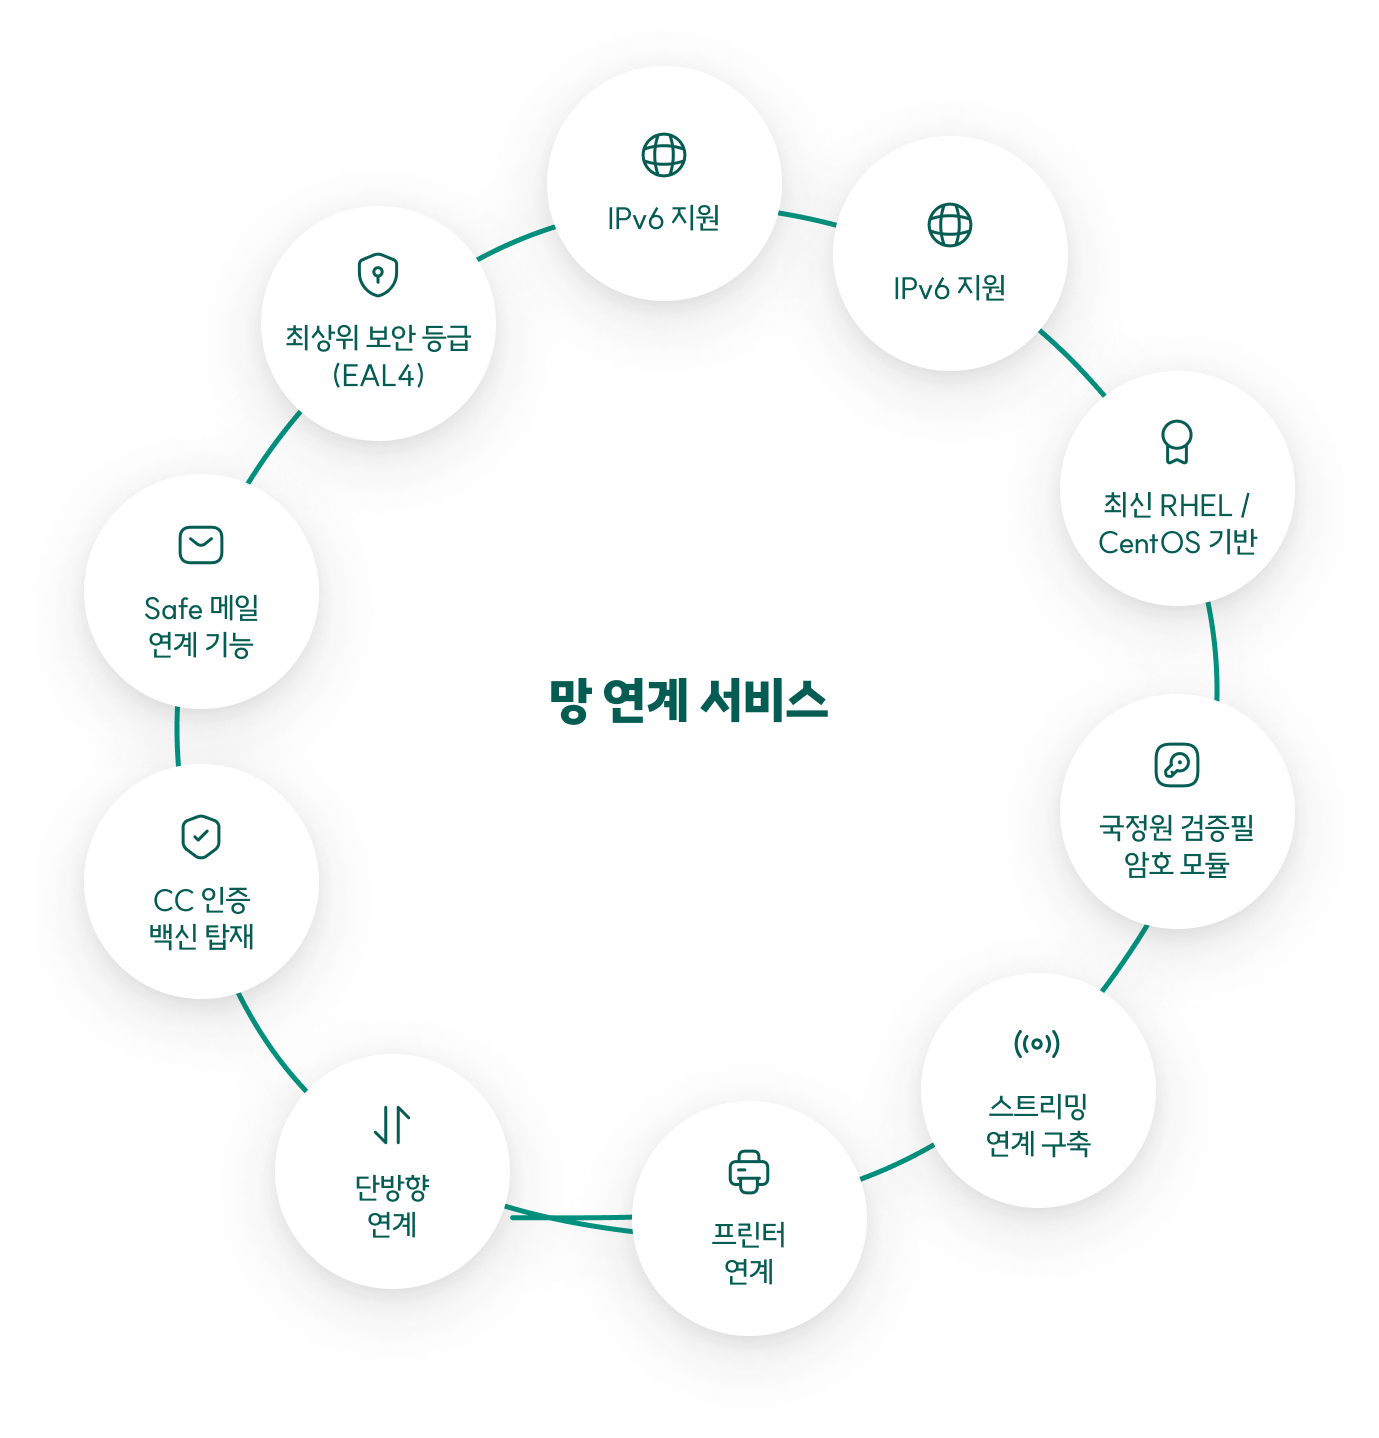 IPv6 지원
IPv6 지원
최신 RHEL /
CentOS 기반
국정원 검증필
암호 모듈
스트리밍
연계 구축
프린터
연계
단방향
연계
CC 인증
백신 탑재
Safe 메일
연계 기능
최상위 보안 등급
(EAL4)
망 연계 서비스